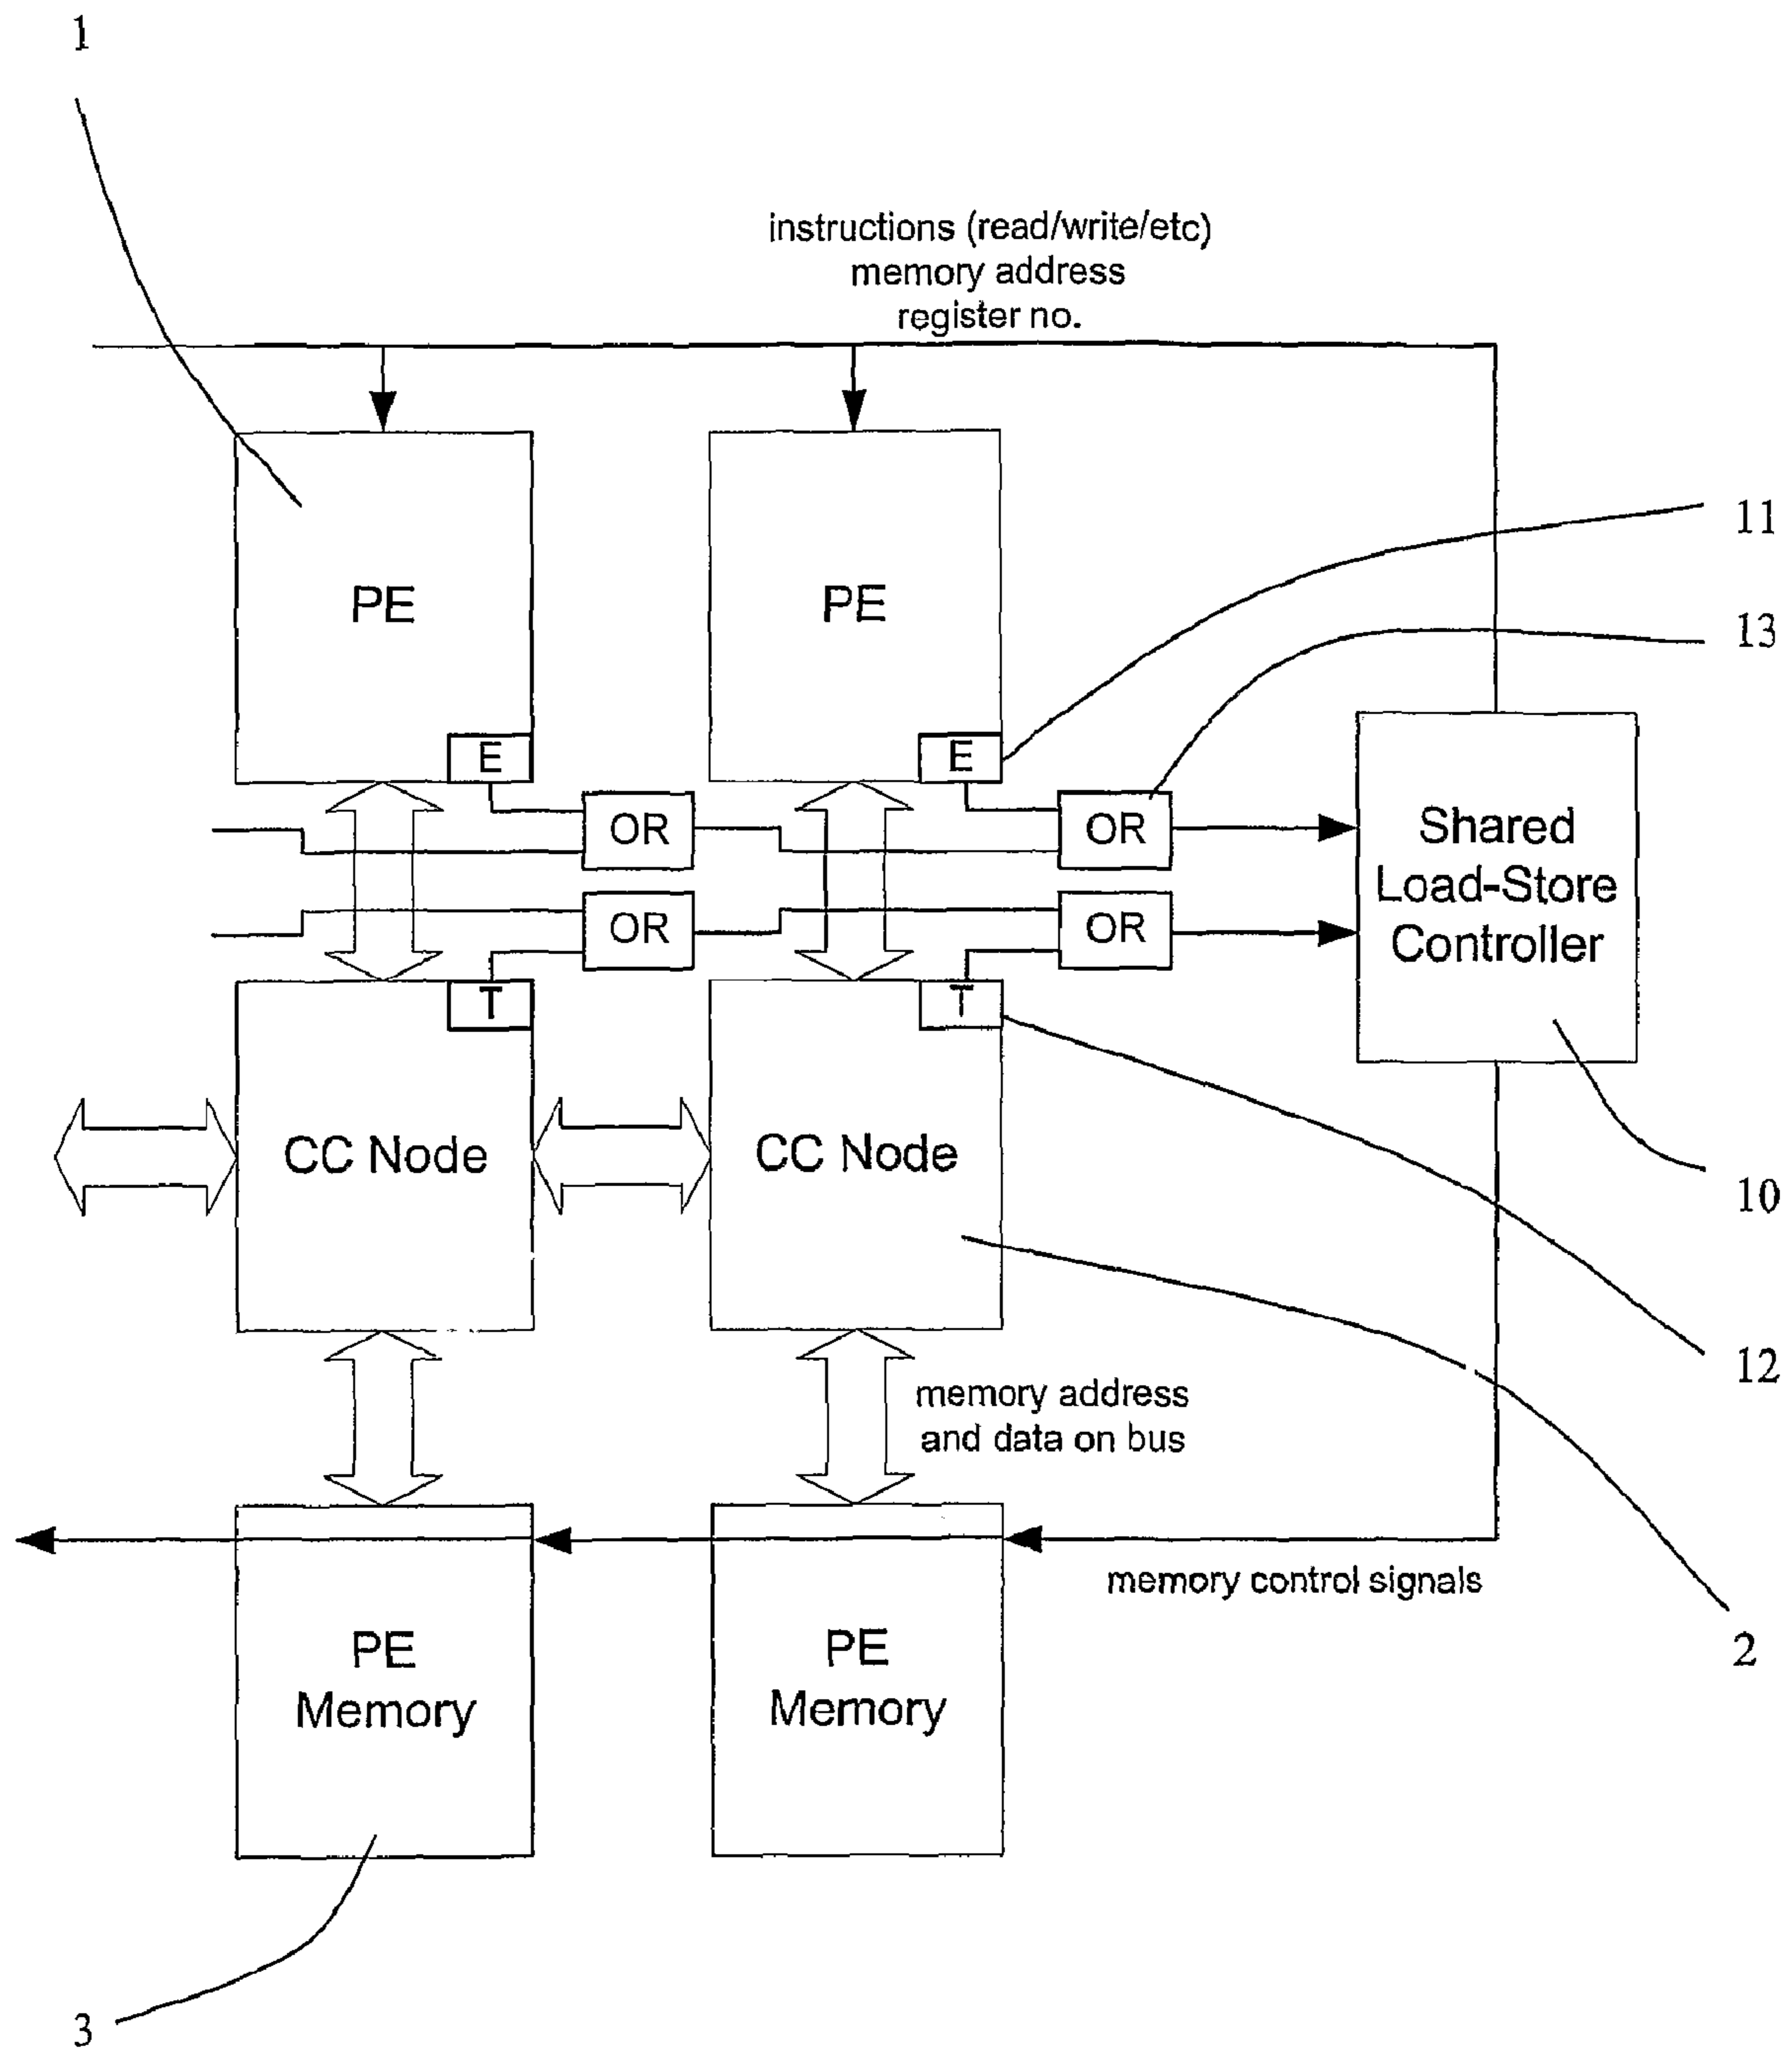 1
instructions (read/write/etc)
memory address
register no.
11
13
PE
PE
E
E
OR
OR
Shared
Load-Store
Controller
OR
OR
T
T
CC Node
CC Node
10
12
memory address
and data on bus
memory control signals
2
PE
Memory
PE
Memory
3